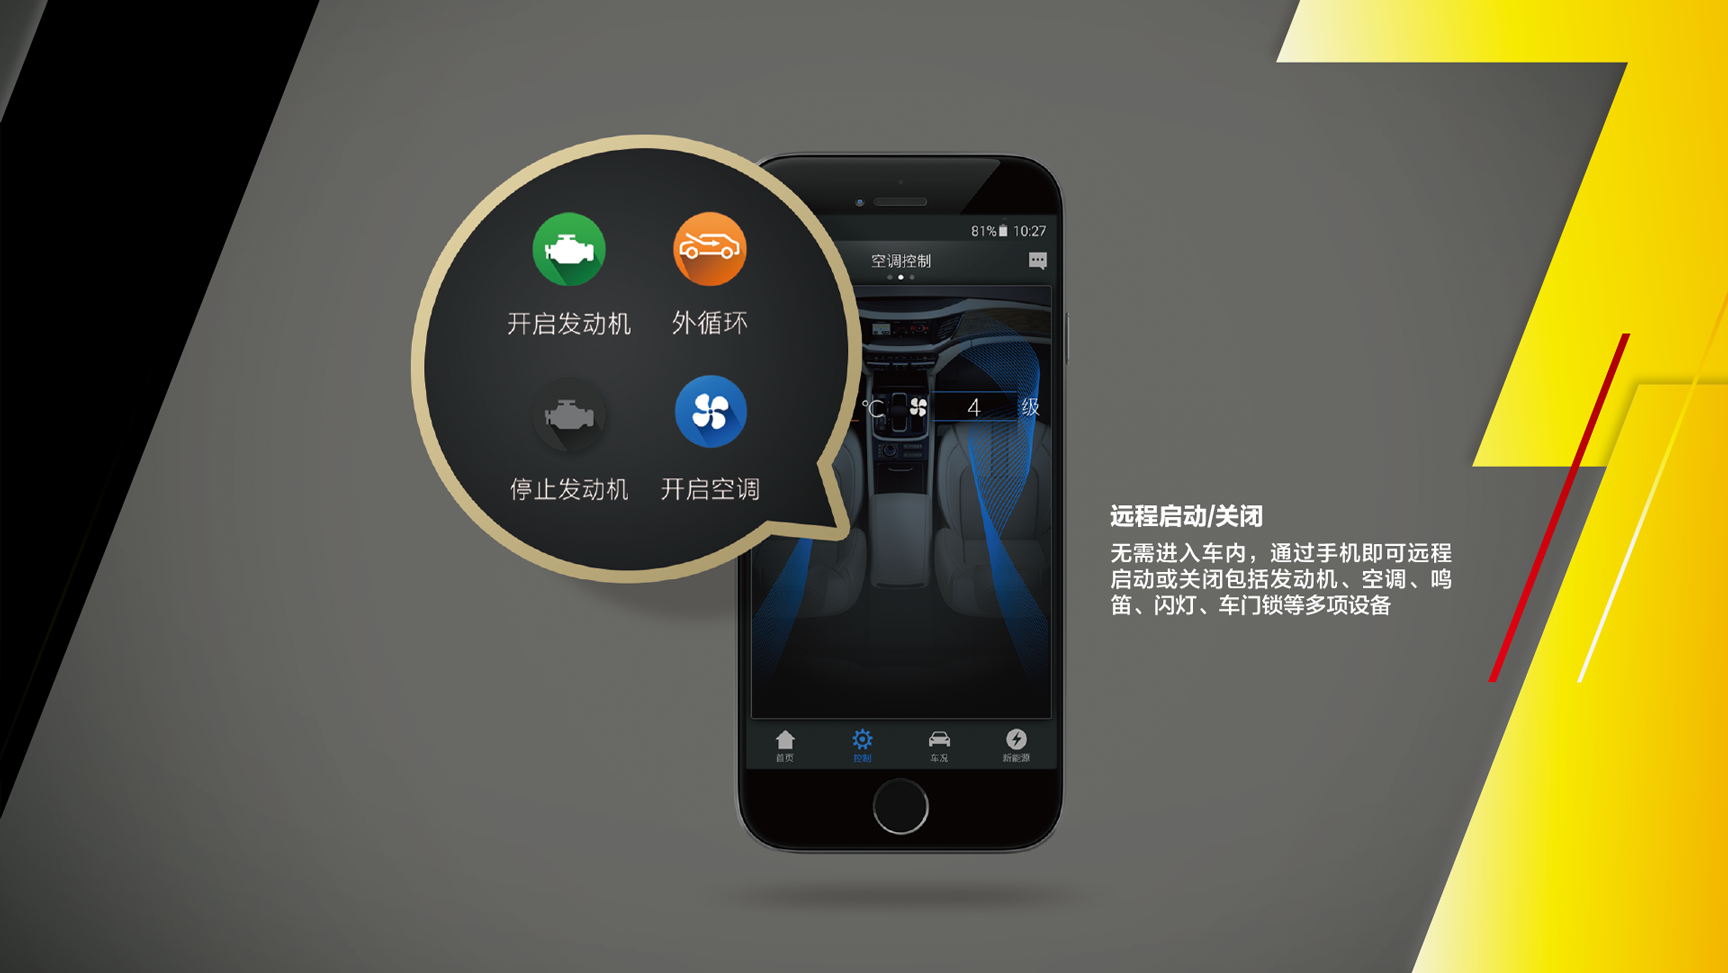 81% 10:27
空调控制
开启发动机 外循环
℃ 4 级
停止发动机 开启空调
远程启动/关闭
无需进入车内，通过手机即可远程
启动或关闭包括发动机、空调、鸣
笛、闪灯、车门锁等多项设备
首页 控制 车况 新能源